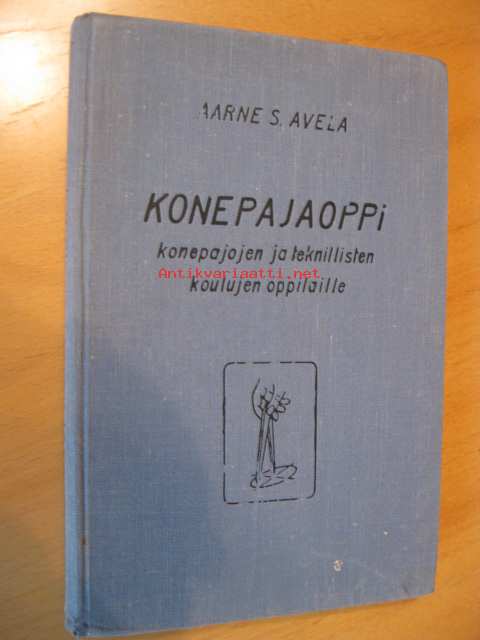 AARNE S. AVELA
KONEPAJAOPPi
konepajojen ja teknillisten
Antikvariaatti.net
koulujen oppilaille